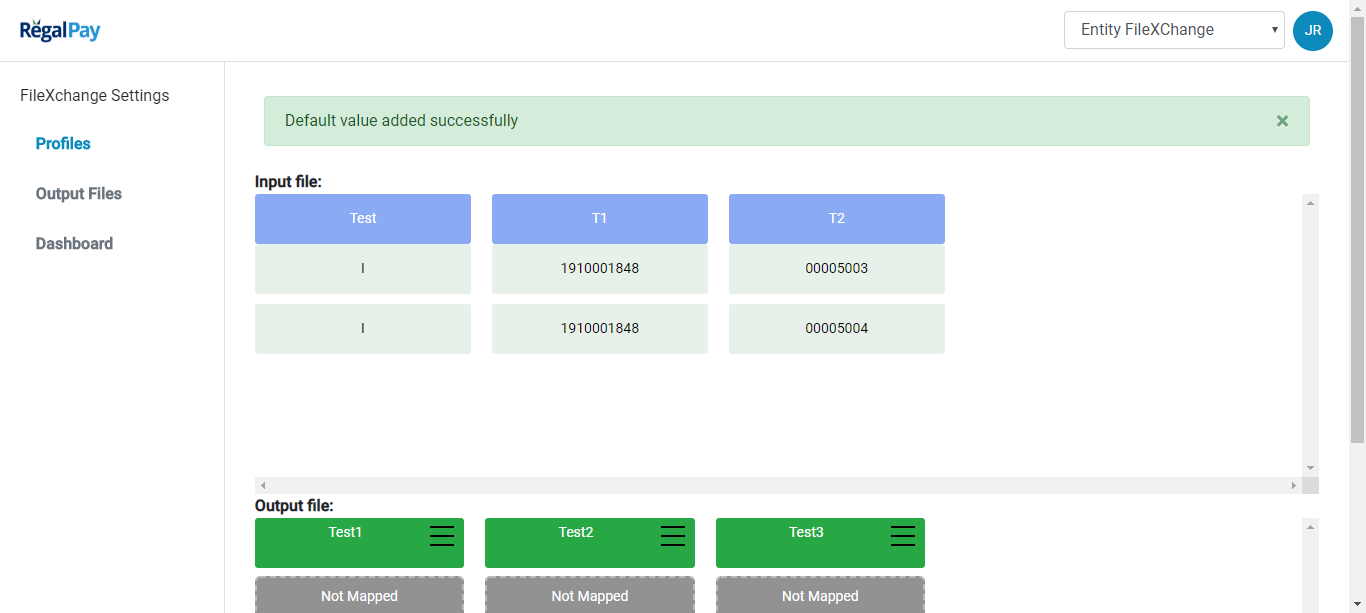 RegalPay
Entity FileXChange
JR
FileXchange Settings
Profiles
Output Files
Dashboard
Default value added successfully
×
Input file:
Test T1 T2
I 1910001848 00005003
I 1910001848 00005004
Output file:
Test1 Test2 Test3
Not Mapped Not Mapped Not Mapped